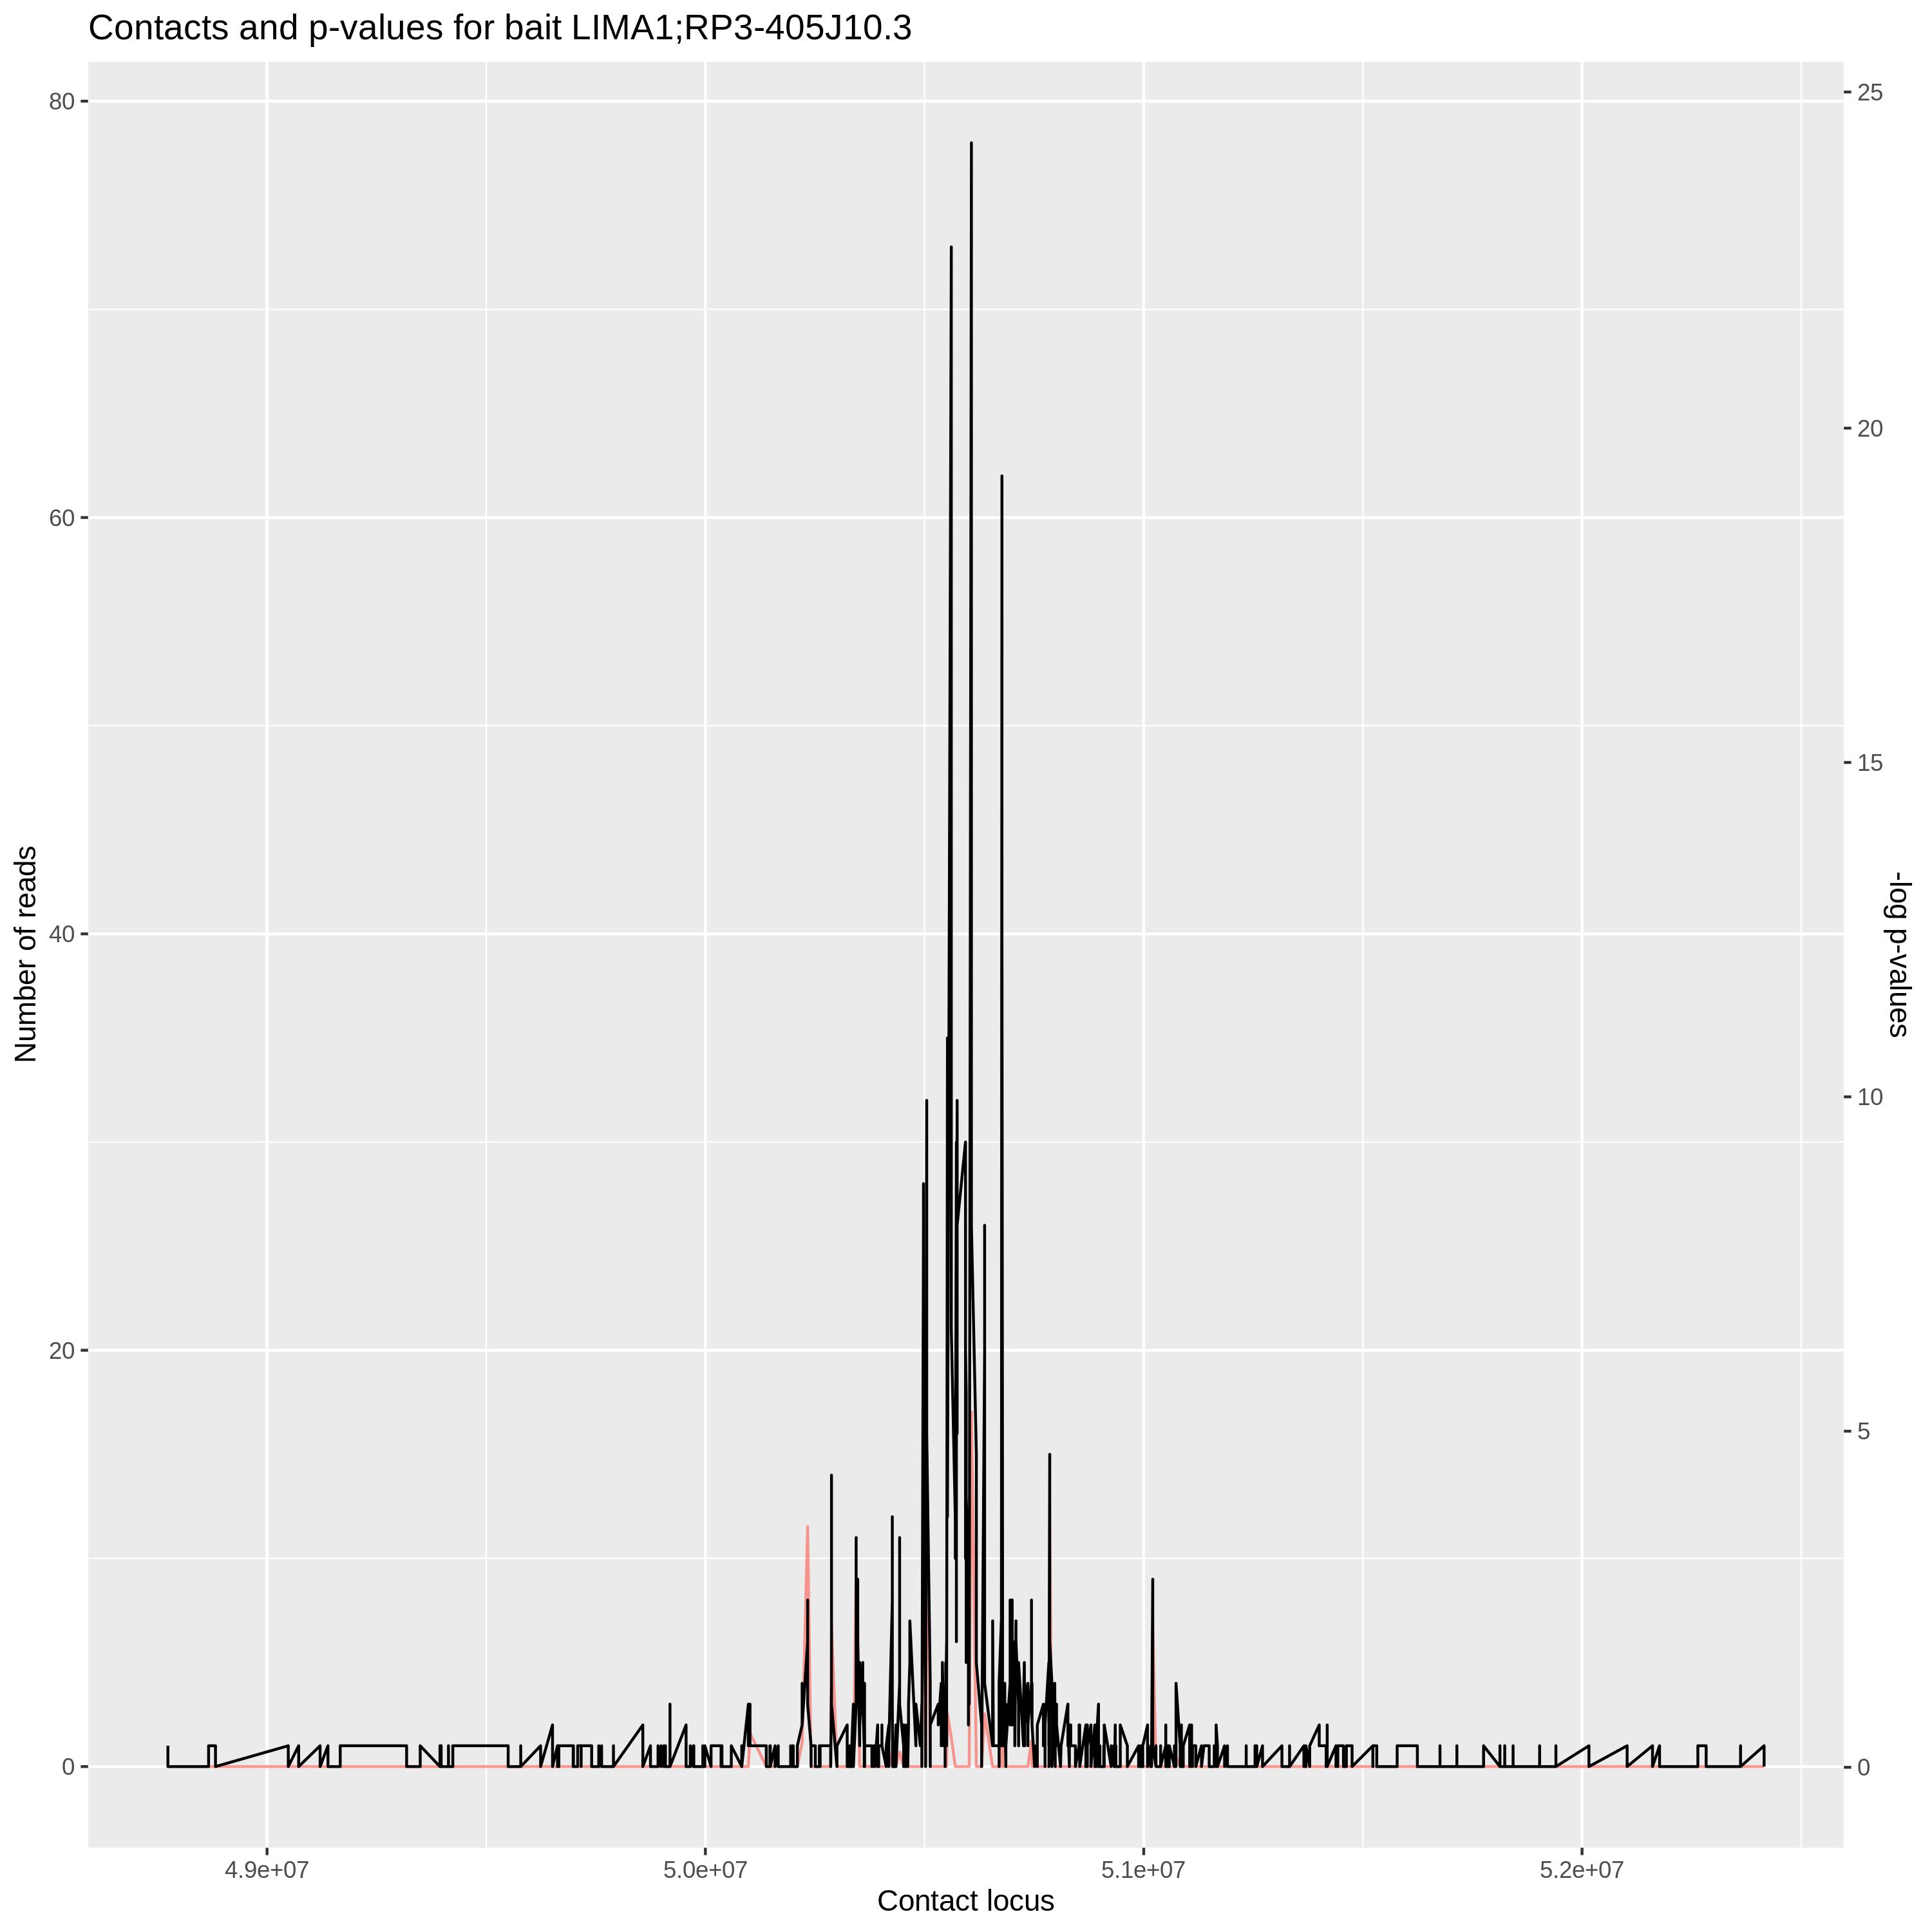 Contacts and p-values for bait LIMA1;RP3-405J10.3
80
60
40
20
0
Number of reads
25
20
15
10
5
0
-log p-values
4.9e+07
5.0e+07
5.1e+07
5.2e+07
Contact locus